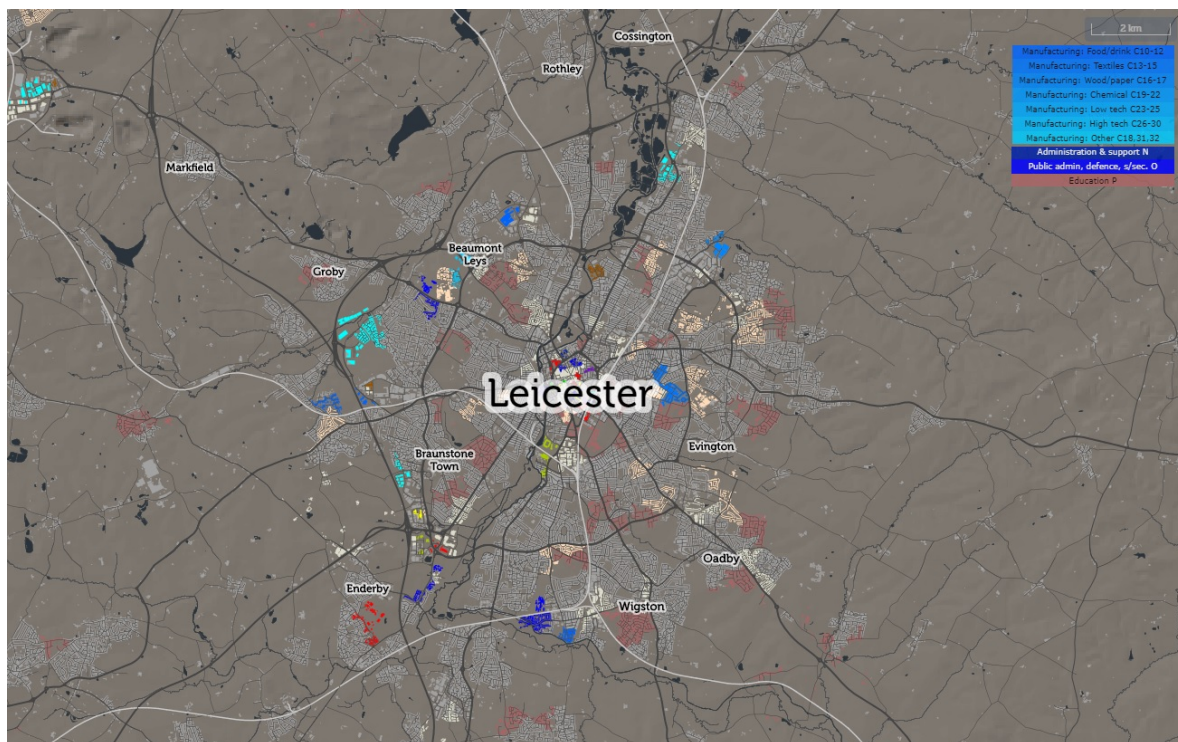 Cossington
2 km
Rothley
Manufacturing: Food/drink C10-12
Manufacturing: Textiles C13-15
Manufacturing: Wood/paper C16-17
Manufacturing: Chemical C19-22
Manufacturing: Low tech C23-25
Manufacturing: High tech C26-30
Manufacturing: Other C18,31,32
Administration & support N
Public admin, defence, s/sec. O
Education P
Markfield
Beaumont
Leys
Groby
Leicester
Evington
Braunstone
Town
Oadby
Enderby
Wigston